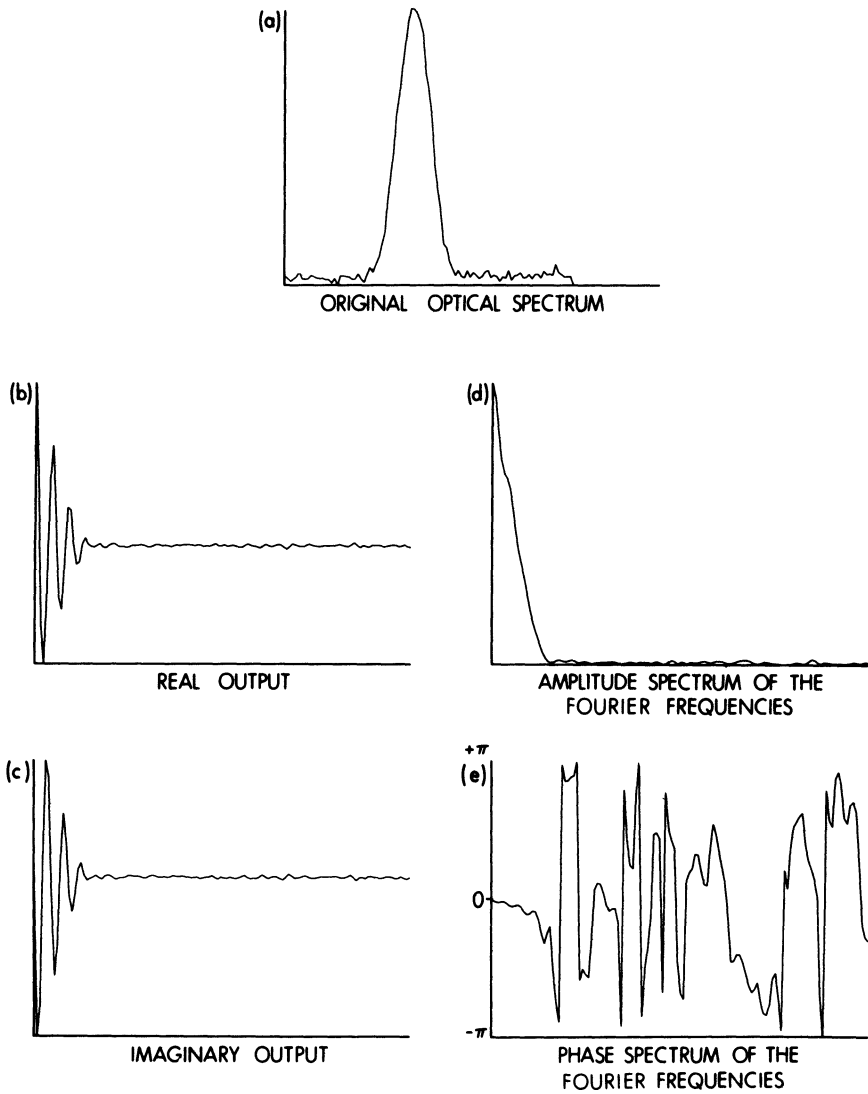 (a)
ORIGINAL OPTICAL SPECTRUM
(b)
REAL OUTPUT
(d)
AMPLITUDE SPECTRUM OF THE
FOURIER FREQUENCIES
(c)
IMAGINARY OUTPUT
+π
(e)
0
-π
PHASE SPECTRUM OF THE
FOURIER FREQUENCIES